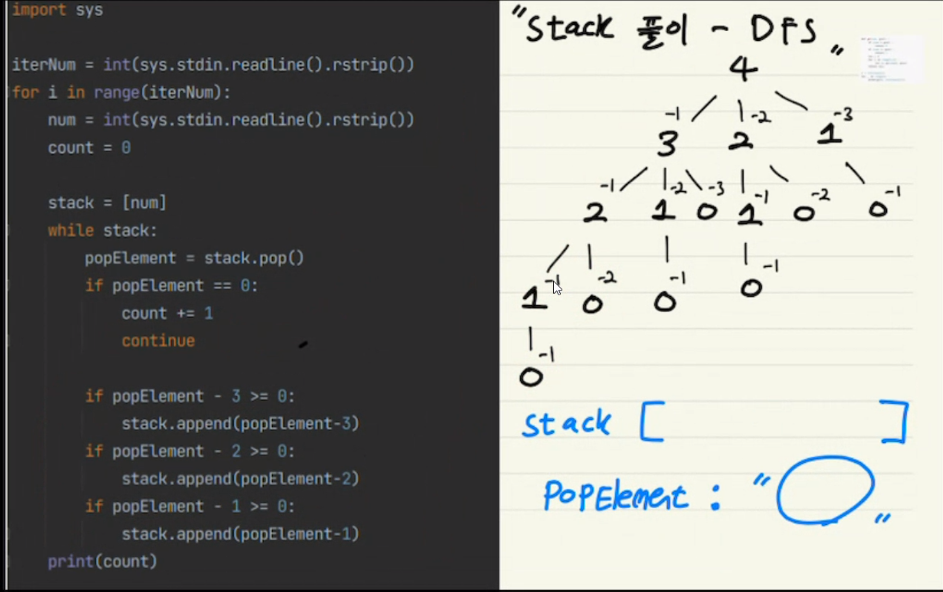 import sys
iterNum = int(sys.stdin.readline().rstrip())
for i in range(iterNum):
    num = int(sys.stdin.readline().rstrip())
    count = 0
    stack = [num]
    while stack:
        popElement = stack.pop()
        if popElement == 0:
            count += 1
            continue
        if popElement - 3 >= 0:
            stack.append(popElement-3)
        if popElement - 2 >= 0:
            stack.append(popElement-2)
        if popElement - 1 >= 0:
            stack.append(popElement-1)
    print(count)
"Stack 풀이 - DFS"
4
-1 -2 -3
3 2 1
-1 -2 -3 -1 -2 -1
2 1 0 1 0 0
-1 -2 -1 -1
1 0 0 0
-1
0
stack [ ]
PoPElement : " "